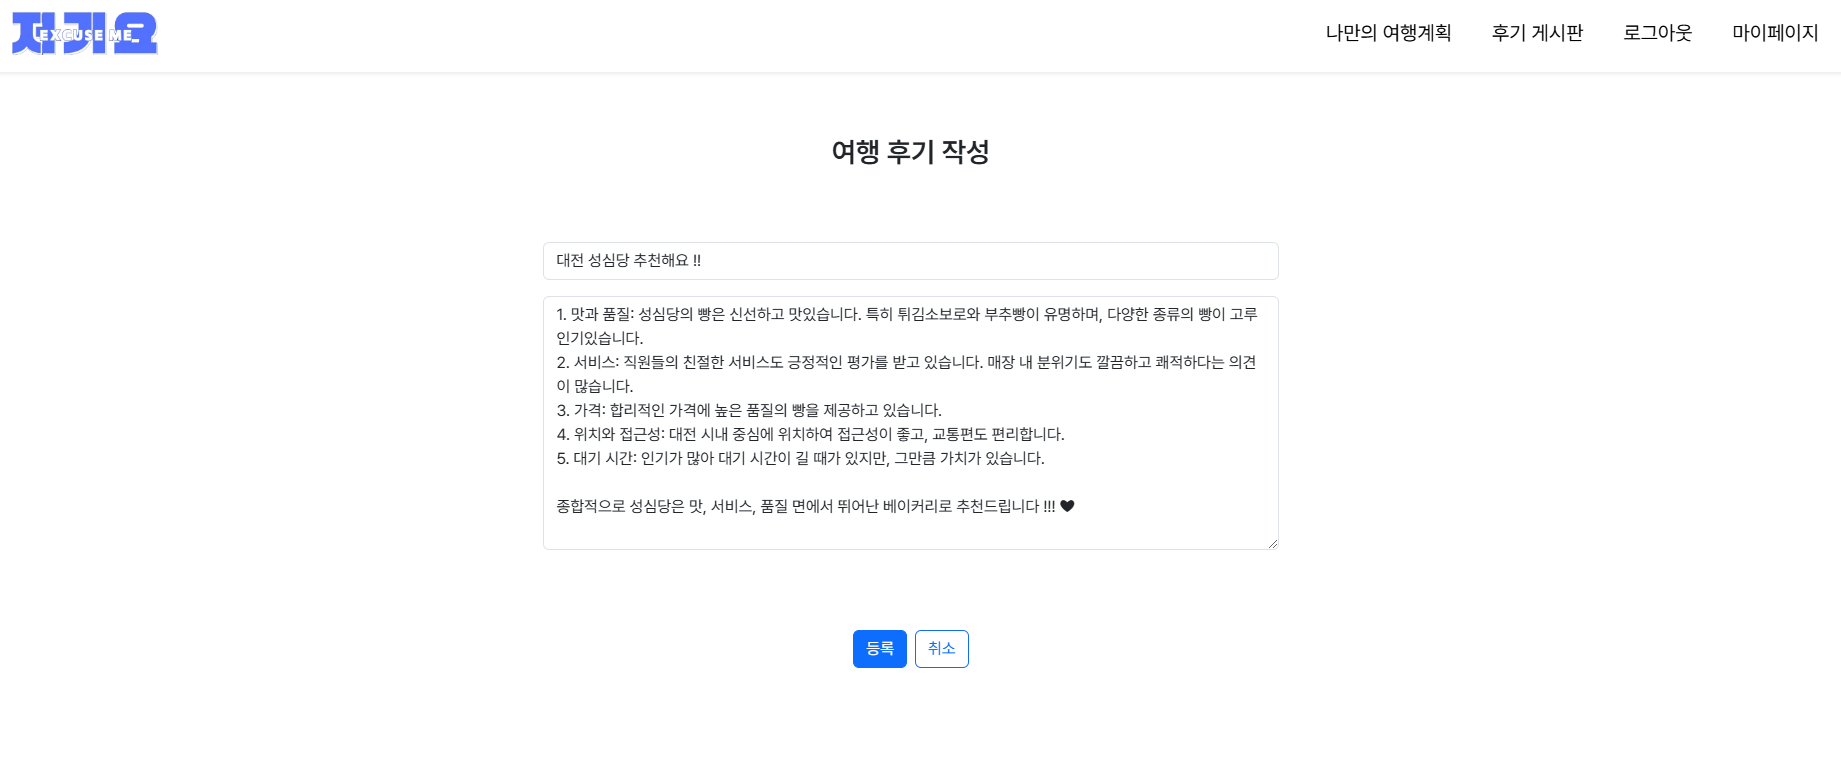 저기요
EXCUSE ME_
나만의 여행계획 후기 게시판 로그아웃 마이페이지
여행 후기 작성
대전 성심당 추천해요 !!
1. 맛과 품질: 성심당의 빵은 신선하고 맛있습니다. 특히 튀김소보로와 부추빵이 유명하며, 다양한 종류의 빵이 고루
인기있습니다.
2. 서비스: 직원들의 친절한 서비스도 긍정적인 평가를 받고 있습니다. 매장 내 분위기도 깔끔하고 쾌적하다는 의견
이 많습니다.
3. 가격: 합리적인 가격에 높은 품질의 빵을 제공하고 있습니다.
4. 위치와 접근성: 대전 시내 중심에 위치하여 접근성이 좋고, 교통편도 편리합니다.
5. 대기 시간: 인기가 많아 대기 시간이 길 때가 있지만, 그만큼 가치가 있습니다.
종합적으로 성심당은 맛, 서비스, 품질 면에서 뛰어난 베이커리로 추천드립니다 !!! ♥
등록 취소